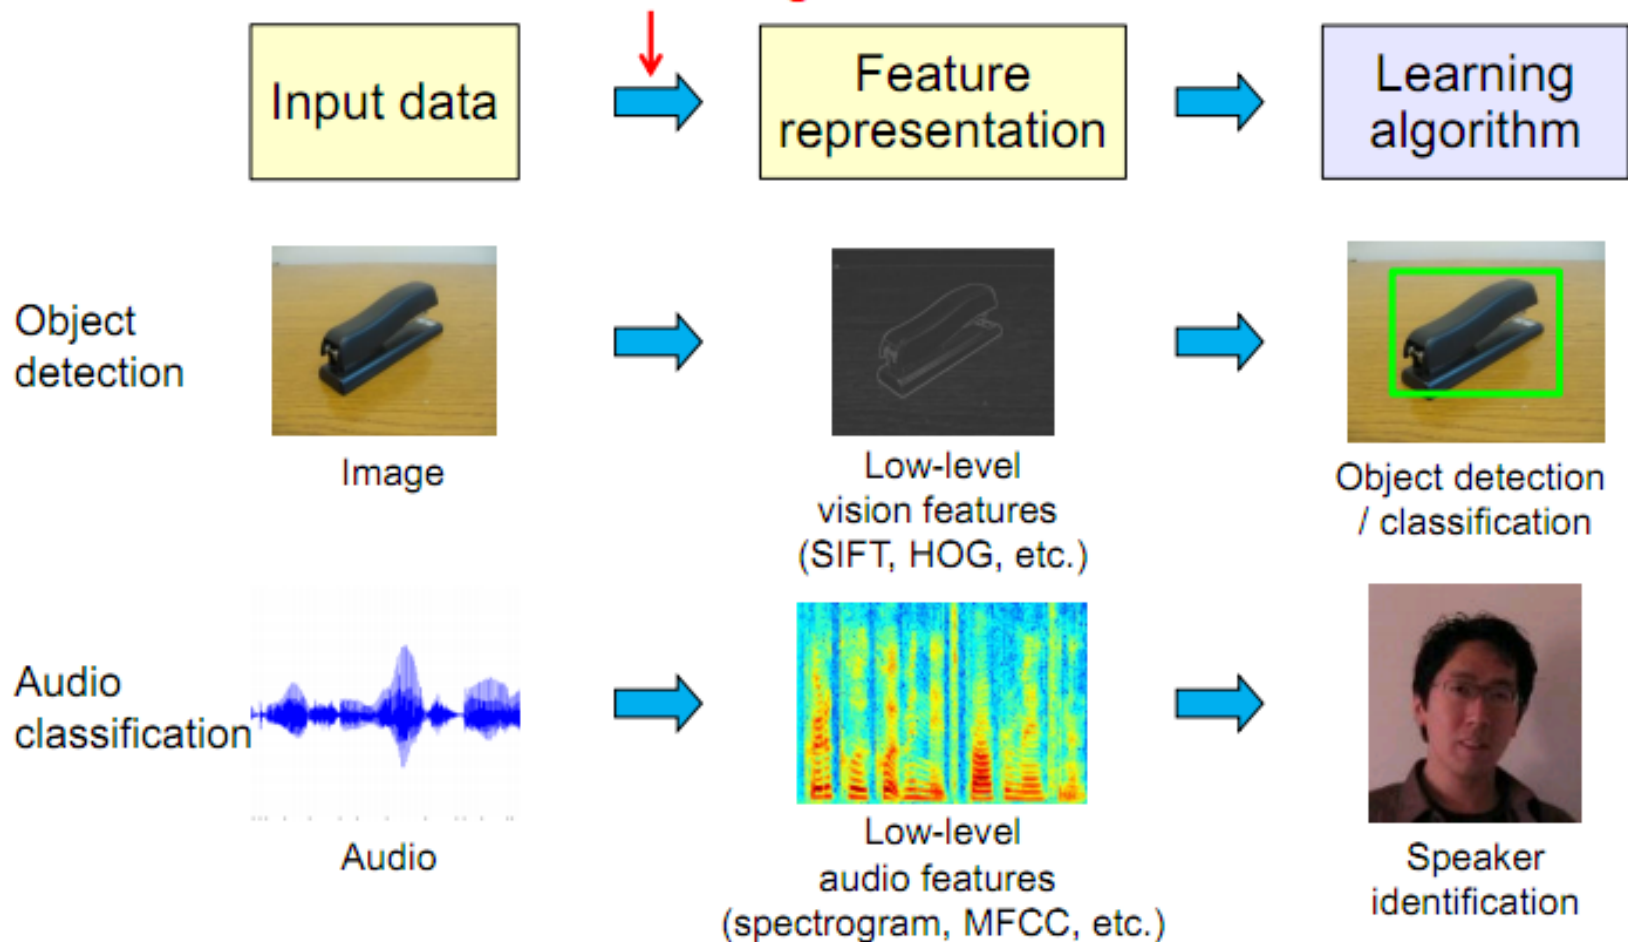 Input data
Feature
representation
Learning
algorithm
Object
detection
Image
Low-level
vision features
(SIFT, HOG, etc.)
Object detection
/ classification
Audio
classification
Audio
Low-level
audio features
(spectrogram, MFCC, etc.)
Speaker
identification